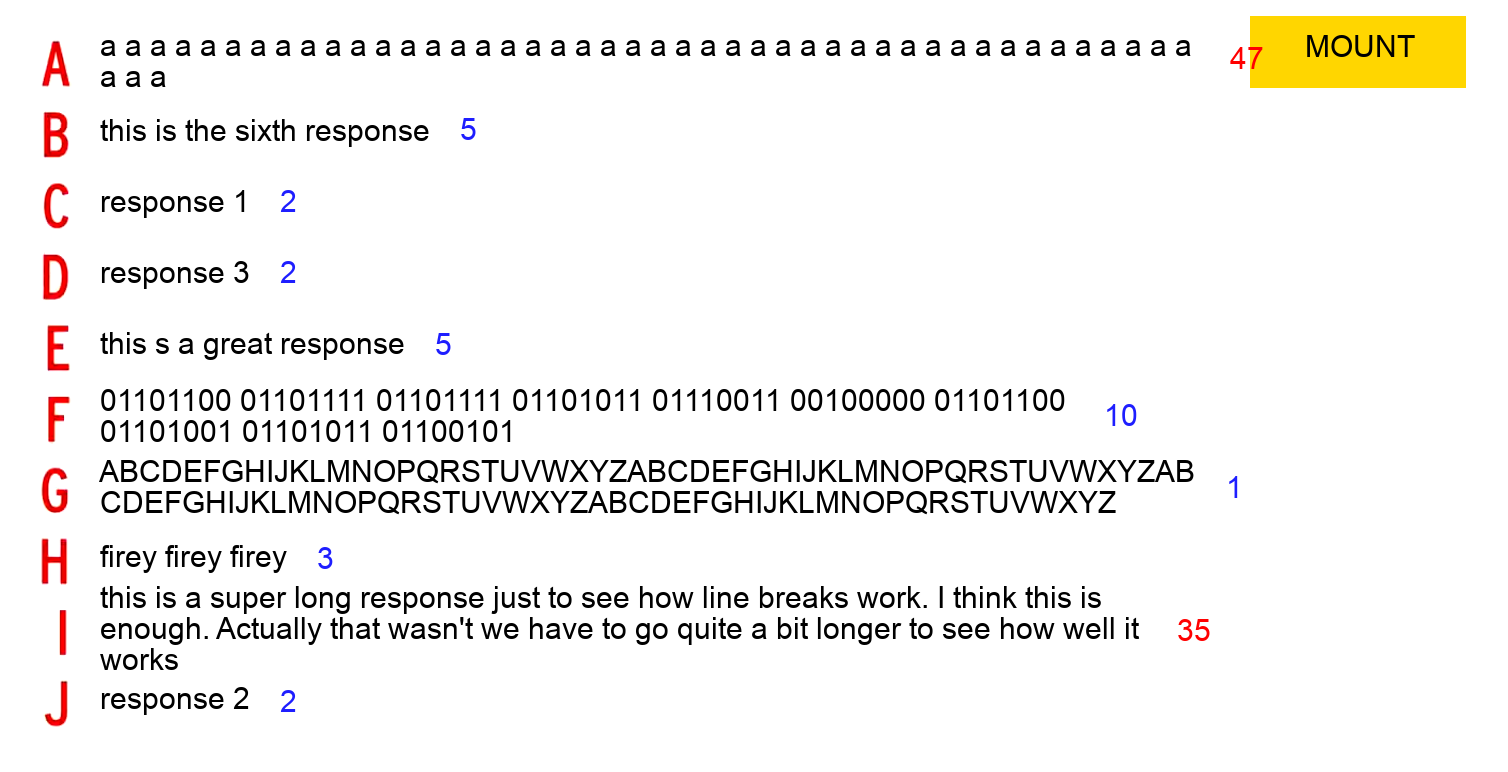 A a a a a a a a a a a a a a a a a a a a a a a a a a a a a a a a a a a a a a a a a a a a a 47 MOUNT
a a a
B this is the sixth response 5
C response 1 2
D response 3 2
E this s a great response 5
F 01101100 01101111 01101111 01101011 01110011 00100000 01101100 10
01101001 01101011 01100101
G ABCDEFGHIJKLMNOPQRSTUVWXYZABCDEFGHIJKLMNOPQRSTUVWXYZAB 1
CDEFGHIJKLMNOPQRSTUVWXYZABCDEFGHIJKLMNOPQRSTUVWXYZ
H firey firey firey 3
this is a super long response just to see how line breaks work. I think this is
I enough. Actually that wasn't we have to go quite a bit longer to see how well it 35
works
J response 2 2